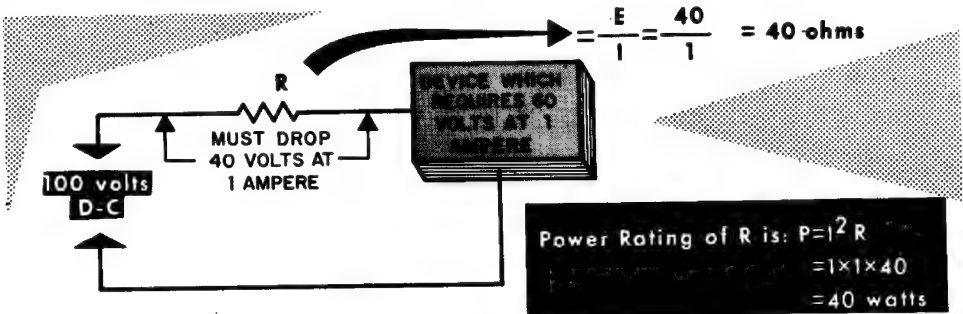 = E/I = 40/1 = 40 ohms
R
DEVICE WHICH
REQUIRES 60
VOLTS AT 1
AMPERE
MUST DROP
40 VOLTS AT
1 AMPERE
100 volts
D-C
Power Rating of R is: P=I² R
=1×1×40
=40 watts